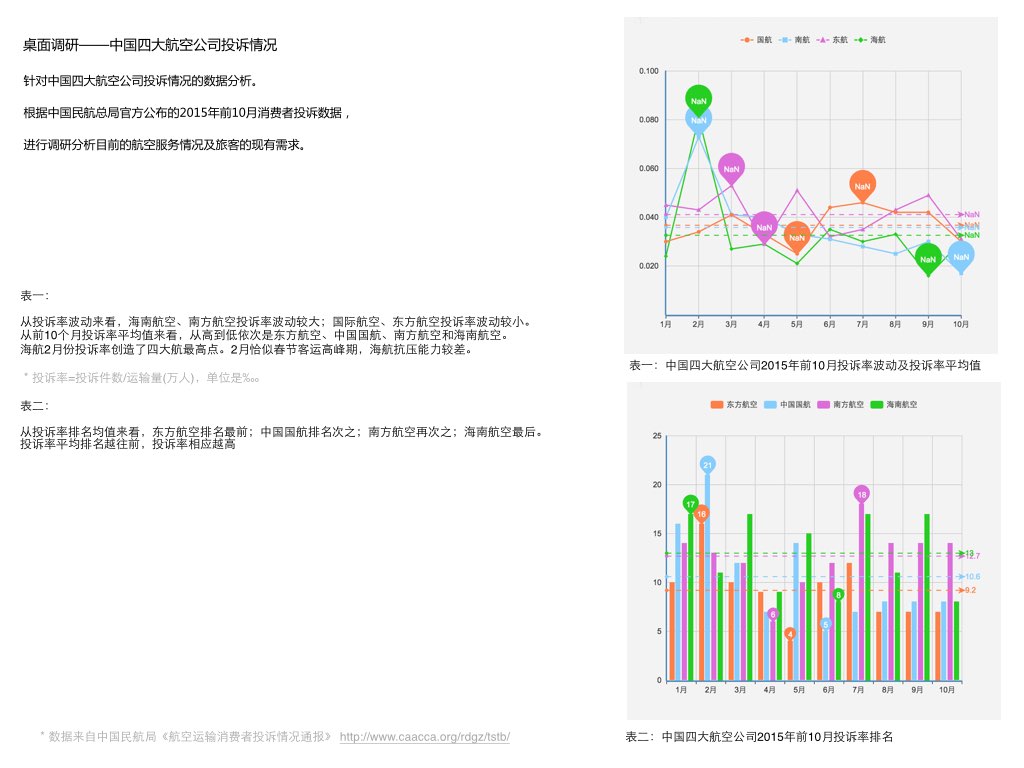 桌面调研——中国四大航空公司投诉情况
针对中国四大航空公司投诉情况的数据分析。
根据中国民航总局官方公布的2015年前10月消费者投诉数据，
进行调研分析目前的航空服务情况及旅客的现有需求。
表一：
从投诉率波动来看，海南航空、南方航空投诉率波动较大；国际航空、东方航空投诉率波动较小。
从前10个月投诉率平均值来看，从高到低依次是东方航空、中国国航、南方航空和海南航空。
海航2月份投诉率创造了四大航最高点。2月恰似春节客运高峰期，海航抗压能力较差。
* 投诉率=投诉件数/运输量(万人)，单位是‱
表二：
从投诉率排名均值来看，东方航空排名最前；中国国航排名次之；南方航空再次之；海南航空最后。
投诉率平均排名越往前，投诉率相应越高
* 数据来自中国民航局《航空运输消费者投诉情况通报》 http://www.caacca.org/rdgz/tstb/
国航 南航 东航 海航
0.100
NaN
0.080 NaN
0.060 NaN
NaN
0.040 NaN NaN
NaN
NaN
NaN NaN
0.020 NaN NaN
1月 2月 3月 4月 5月 6月 7月 8月 9月 10月
表一：中国四大航空公司2015年前10月投诉率波动及投诉率平均值
东方航空 中国国航 南方航空 海南航空
25
21
20
18
17 16
15
13
12.7
10.6
10
9.2
8
6
5 5
4
0
1月 2月 3月 4月 5月 6月 7月 8月 9月 10月
表二：中国四大航空公司2015年前10月投诉率排名